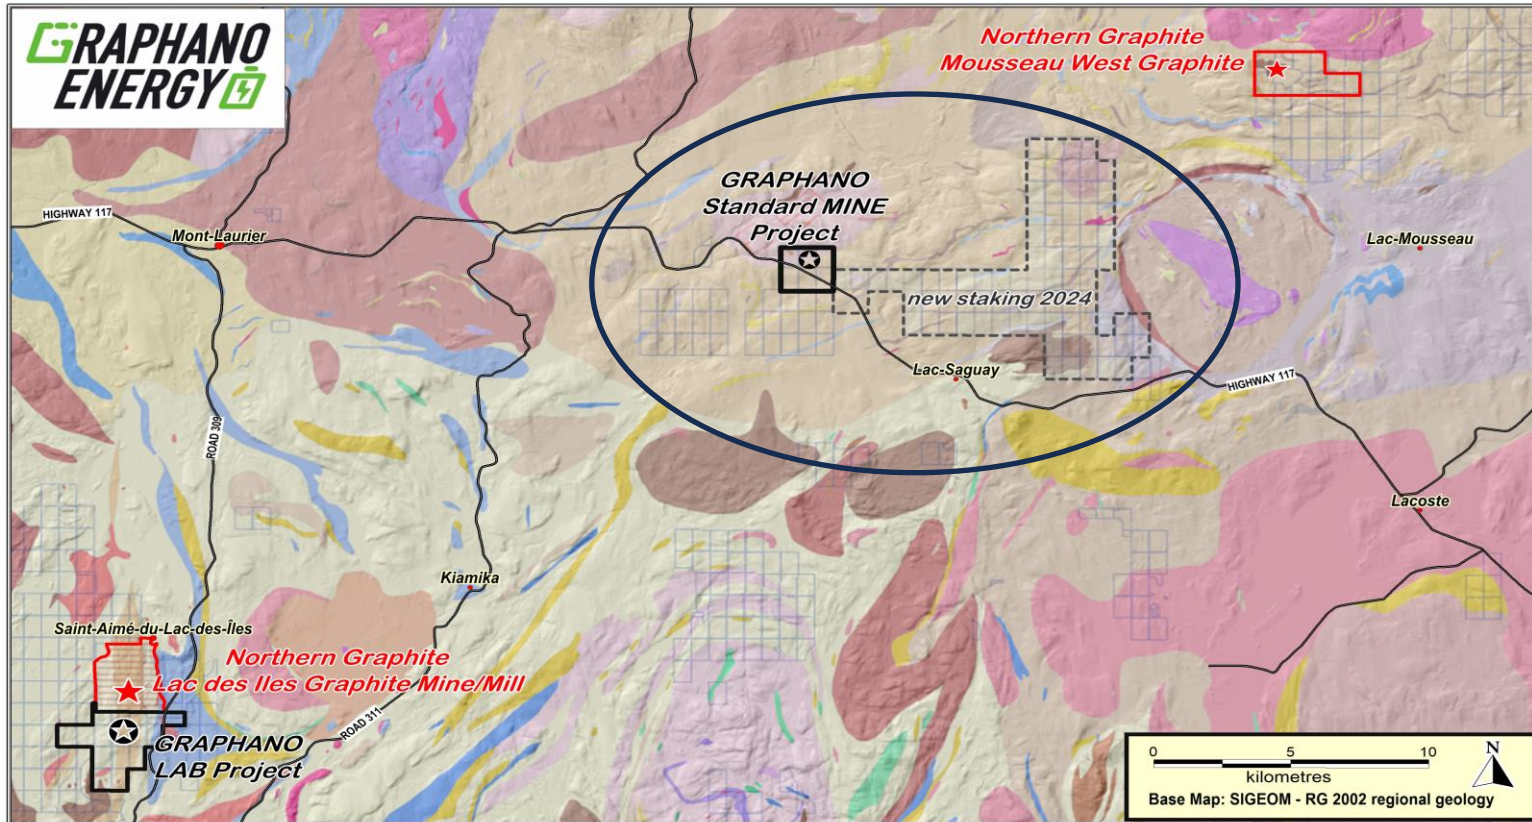 GRAPHANO
ENERGY
Northern Graphite
Mousseau West Graphite
GRAPHANO
Standard MINE
Project
HIGHWAY 117
Mont-Laurier
Lac-Mousseau
new staking 2024
Lac-Saguay
HIGHWAY 117
ROAD 309
Lacoste
Kiamika
Saint-Aimé-du-Lac-des-Îles
Northern Graphite
Lac des Iles Graphite Mine/Mill
ROAD 311
GRAPHANO
LAB Project
0 5 10
kilometres
N
Base Map: SIGEOM - RG 2002 regional geology